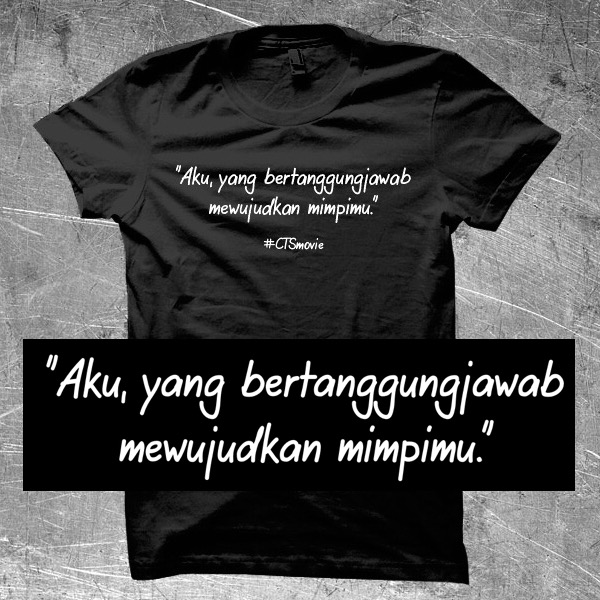 "Aku, yang bertanggungjawab
mewujudkan mimpimu."
#CTSmovie
"Aku, yang bertanggungjawab
mewujudkan mimpimu."